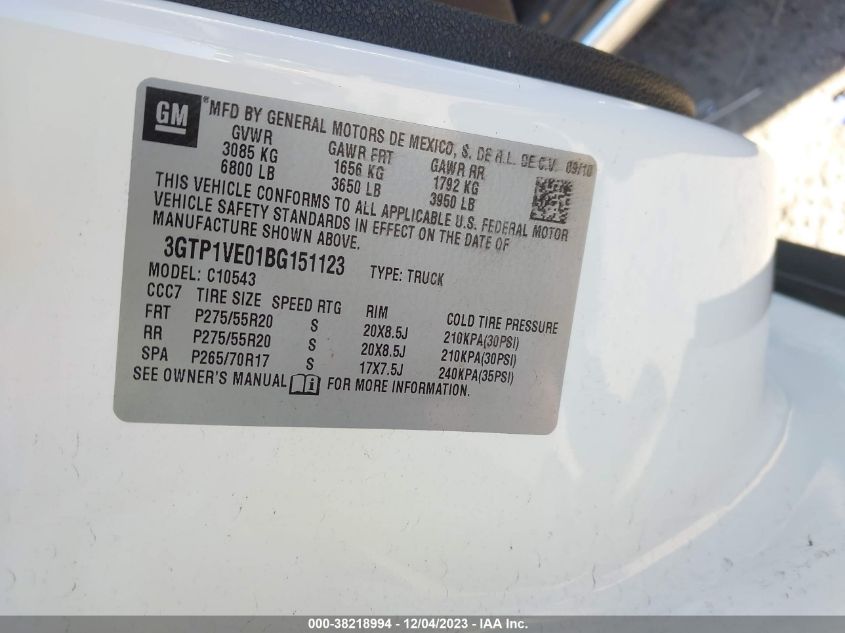 GM ®MFD BY GENERAL MOTORS DE MEXICO, S. DE R.L. DE C.V. 09/10
GVWR GAWR FRT GAWR RR
3085 KG 1656 KG 1792 KG
6800 LB 3650 LB 3950 LB
THIS VEHICLE CONFORMS TO ALL APPLICABLE U.S. FEDERAL MOTOR
VEHICLE SAFETY STANDARDS IN EFFECT ON THE DATE OF
MANUFACTURE SHOWN ABOVE.
3GTP1VE01BG151123 TYPE: TRUCK
MODEL: C10543
CCC7 TIRE SIZE SPEED RTG RIM COLD TIRE PRESSURE
FRT P275/55R20 S 20X8.5J 210KPA(30PSI)
RR P275/55R20 S 20X8.5J 210KPA(30PSI)
SPA P265/70R17 S 17X7.5J 240KPA(35PSI)
SEE OWNER'S MANUAL i FOR MORE INFORMATION.
000-38218994 - 12/04/2023 - IAA Inc.